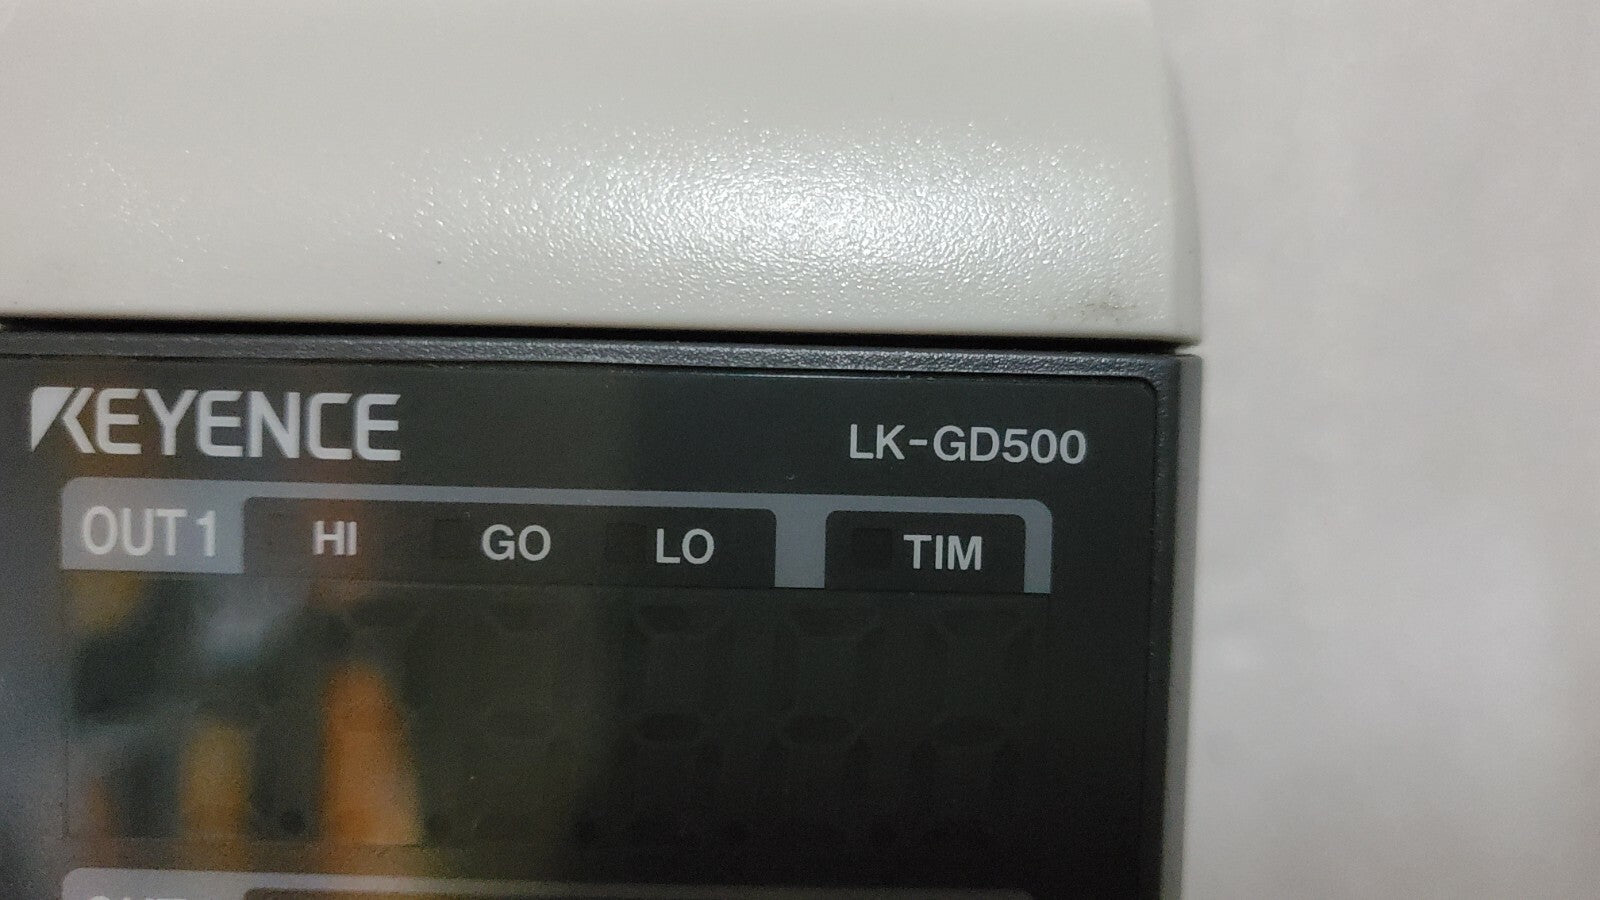 KEYENCE LK-GD500
OUT 1 HI GO LO TIM